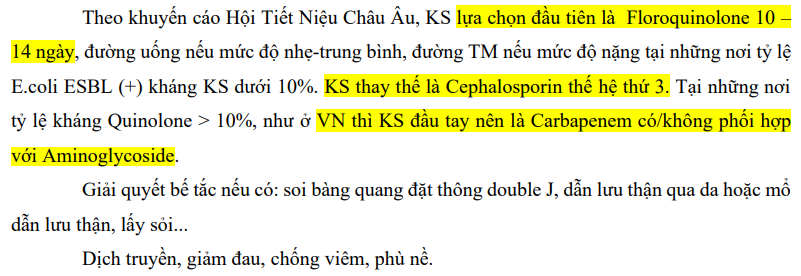 Theo khuyến cáo Hội Tiết Niệu Châu Âu, KS lựa chọn đầu tiên là Floroquinolone 10 –
14 ngày, đường uống nếu mức độ nhẹ-trung bình, đường TM nếu mức độ nặng tại những nơi tỷ lệ
E.coli ESBL (+) kháng KS dưới 10%. KS thay thế là Cephalosporin thế hệ thứ 3. Tại những nơi
tỷ lệ kháng Quinolone > 10%, như ở VN thì KS đầu tay nên là Carbapenem có/không phối hợp
với Aminoglycoside.
Giải quyết bế tắc nếu có: soi bàng quang đặt thông double J, dẫn lưu thận qua da hoặc mổ
dẫn lưu thận, lấy sỏi...
Dịch truyền, giảm đau, chống viêm, phù nề.